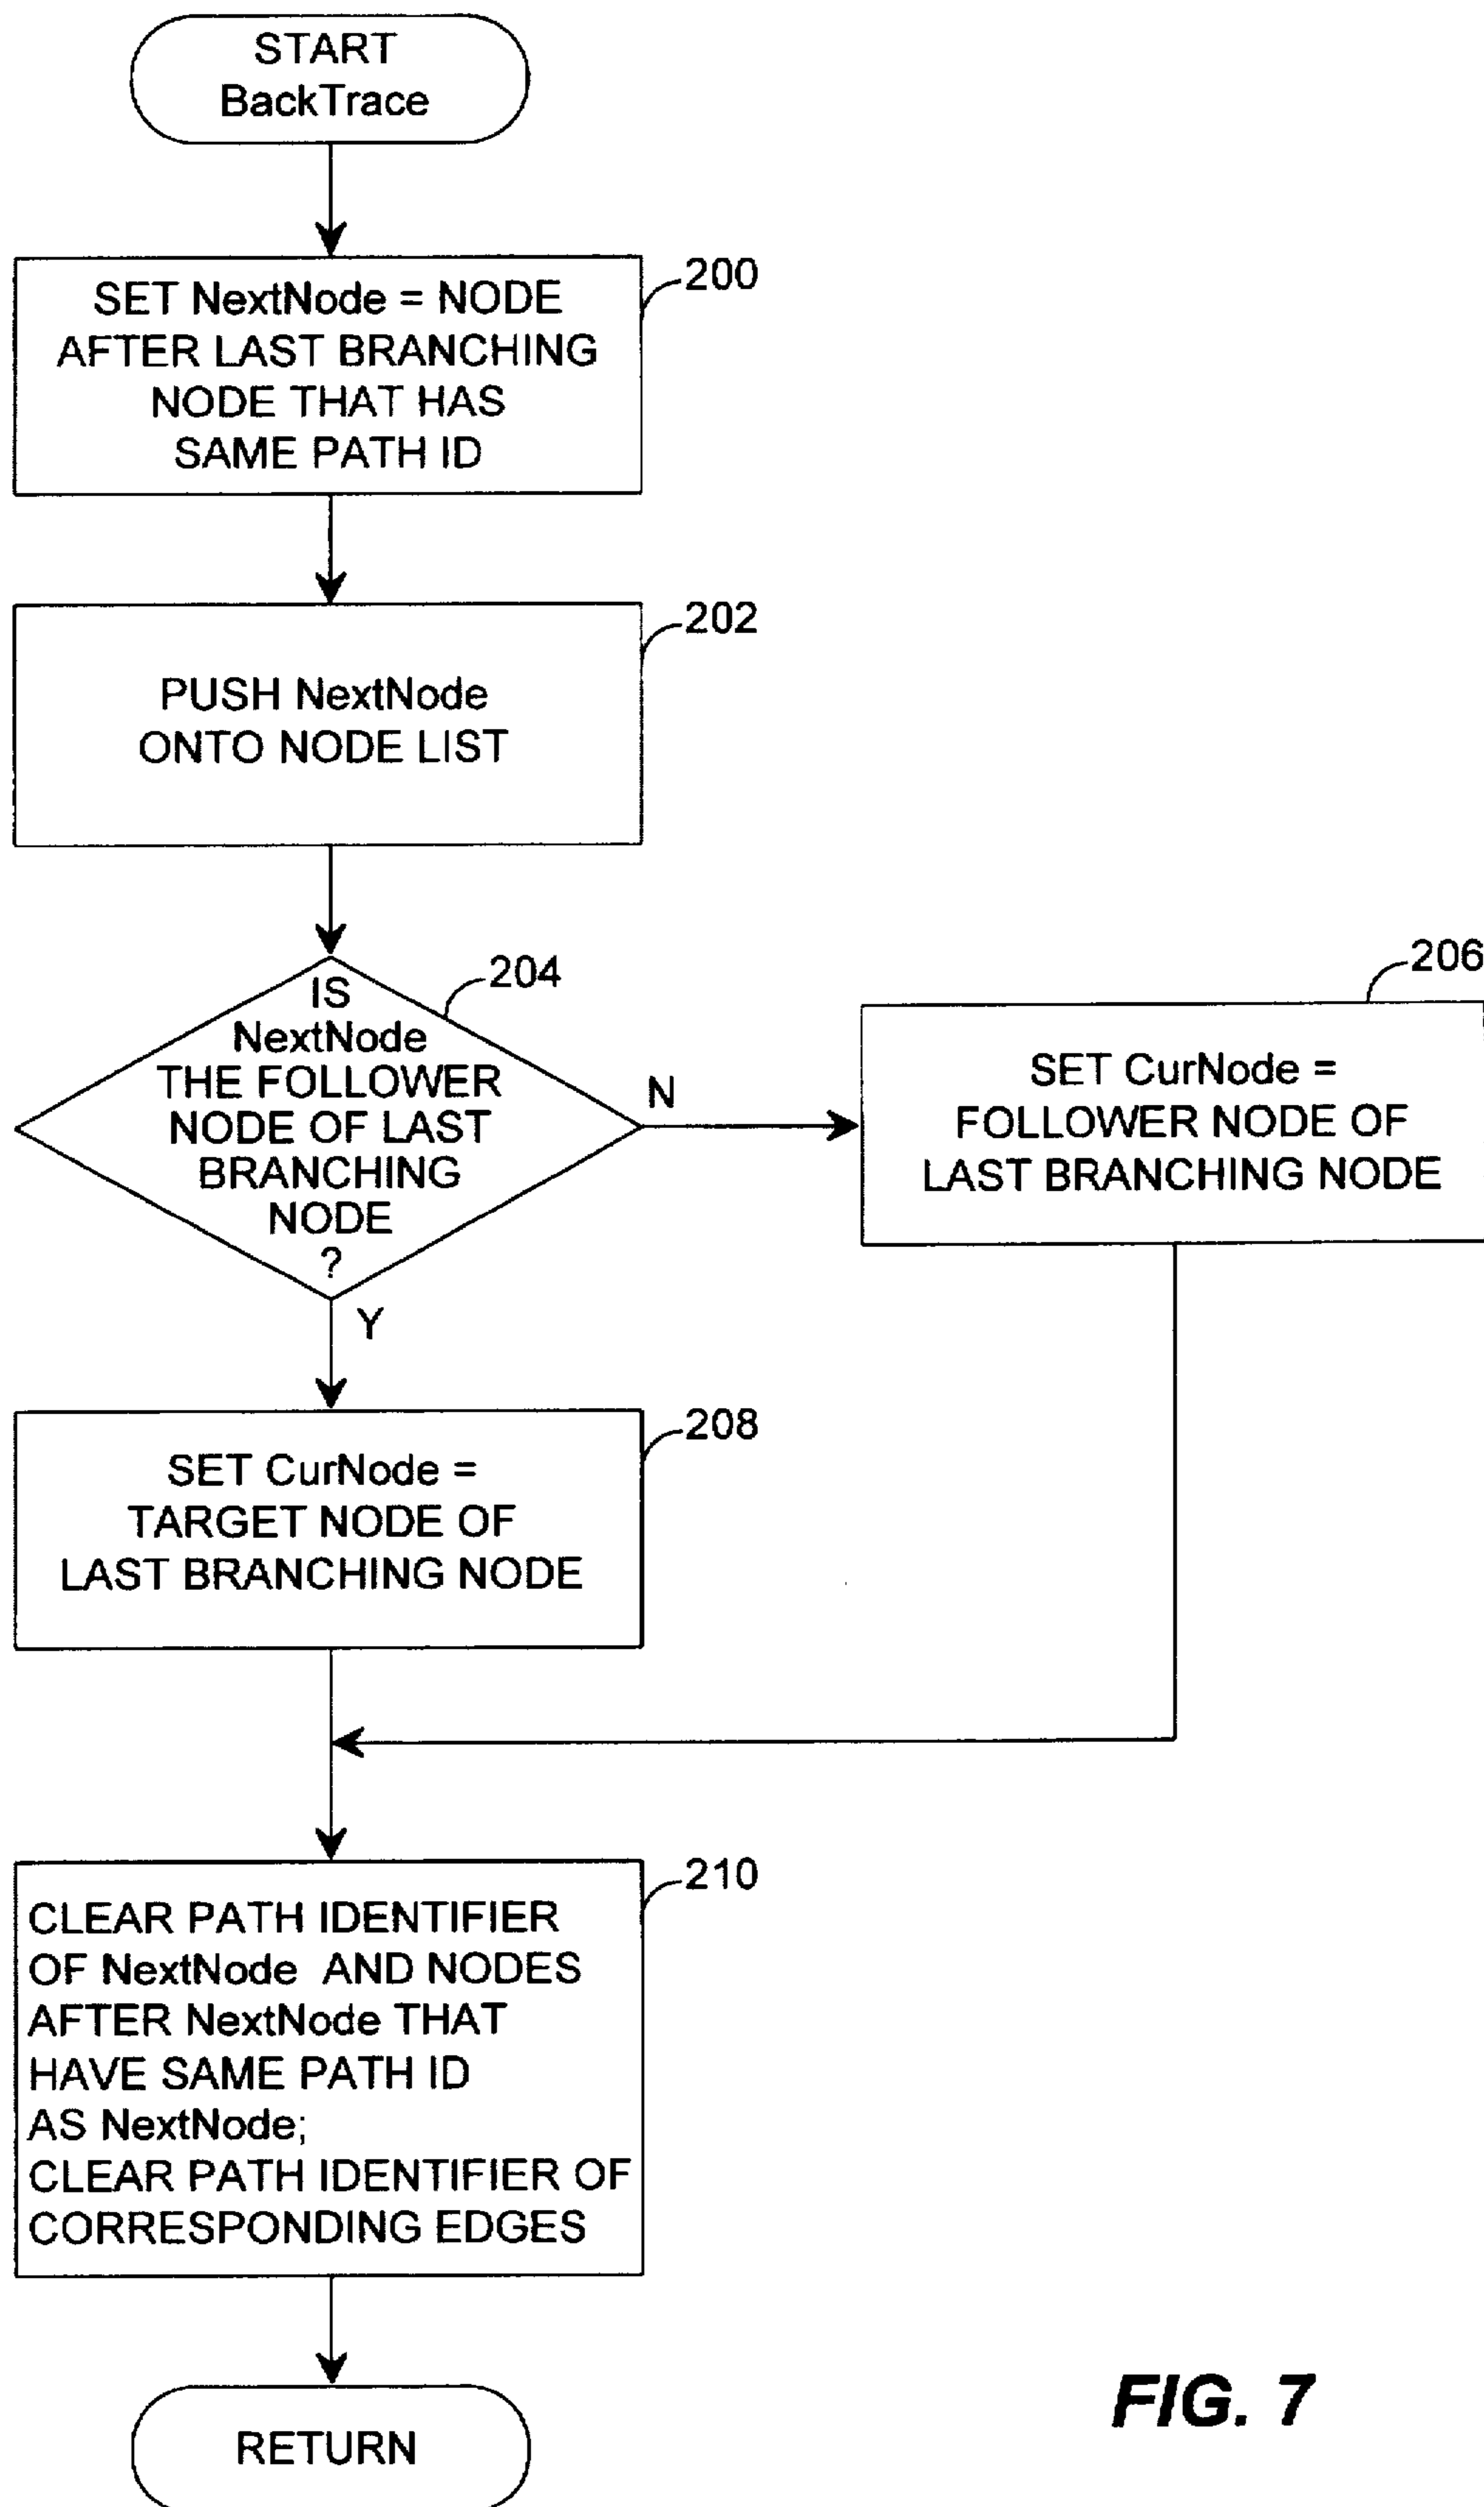 START
BackTrace
200
SET NextNode = NODE
AFTER LAST BRANCHING
NODE THAT HAS
SAME PATH ID
202
PUSH NextNode
ONTO NODE LIST
204
IS
NextNode
THE FOLLOWER
NODE OF LAST
BRANCHING
NODE
?
N
206
SET CurNode =
FOLLOWER NODE OF
LAST BRANCHING NODE
Y
208
SET CurNode =
TARGET NODE OF
LAST BRANCHING NODE
210
CLEAR PATH IDENTIFIER
OF NextNode AND NODES
AFTER NextNode THAT
HAVE SAME PATH ID
AS NextNode;
CLEAR PATH IDENTIFIER OF
CORRESPONDING EDGES
RETURN
FIG. 7